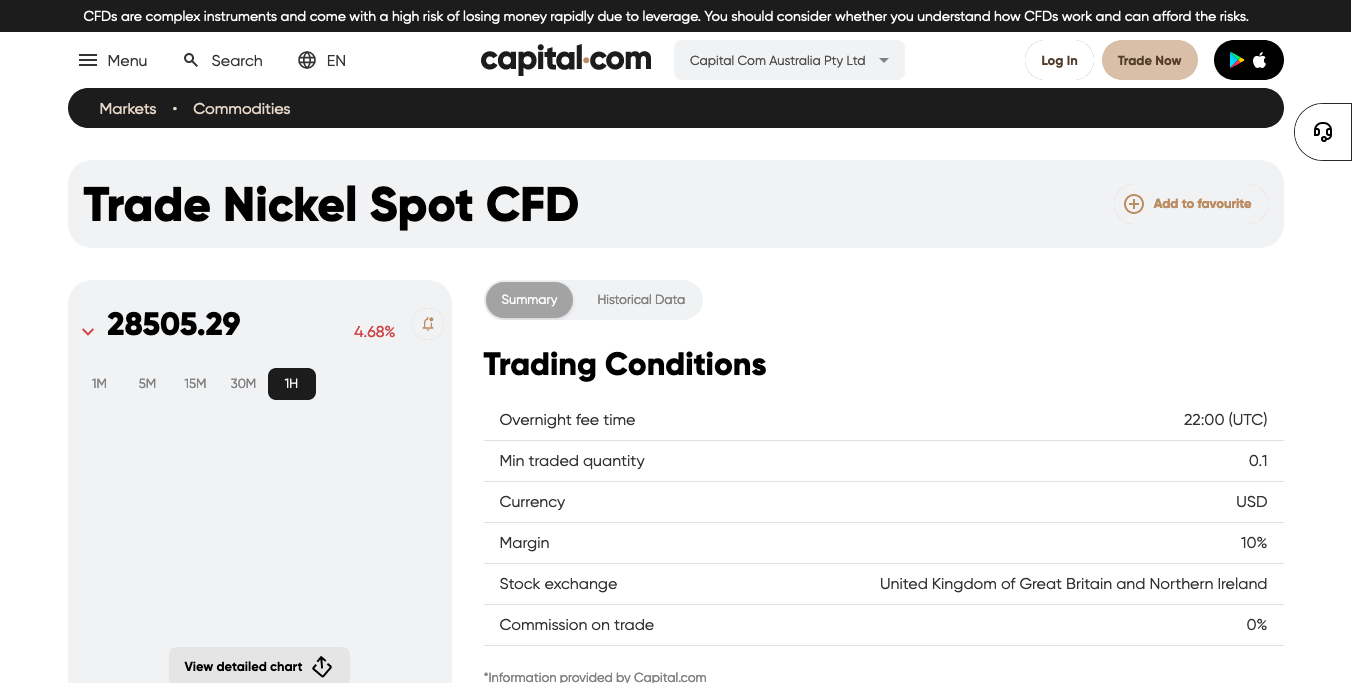 CFDs are complex instruments and come with a high risk of losing money rapidly due to leverage. You should consider whether you understand how CFDs work and can afford the risks.
Menu Search EN capital.com Capital Com Australia Pty Ltd Log In Trade Now
Markets • Commodities
Trade Nickel Spot CFD
Add to favourite
28505.29 4.68%
1M 5M 15M 30M 1H
View detailed chart
Summary Historical Data
Trading Conditions
Overnight fee time 22:00 (UTC)
Min traded quantity 0.1
Currency USD
Margin 10%
Stock exchange United Kingdom of Great Britain and Northern Ireland
Commission on trade 0%
*Information provided by Capital.com